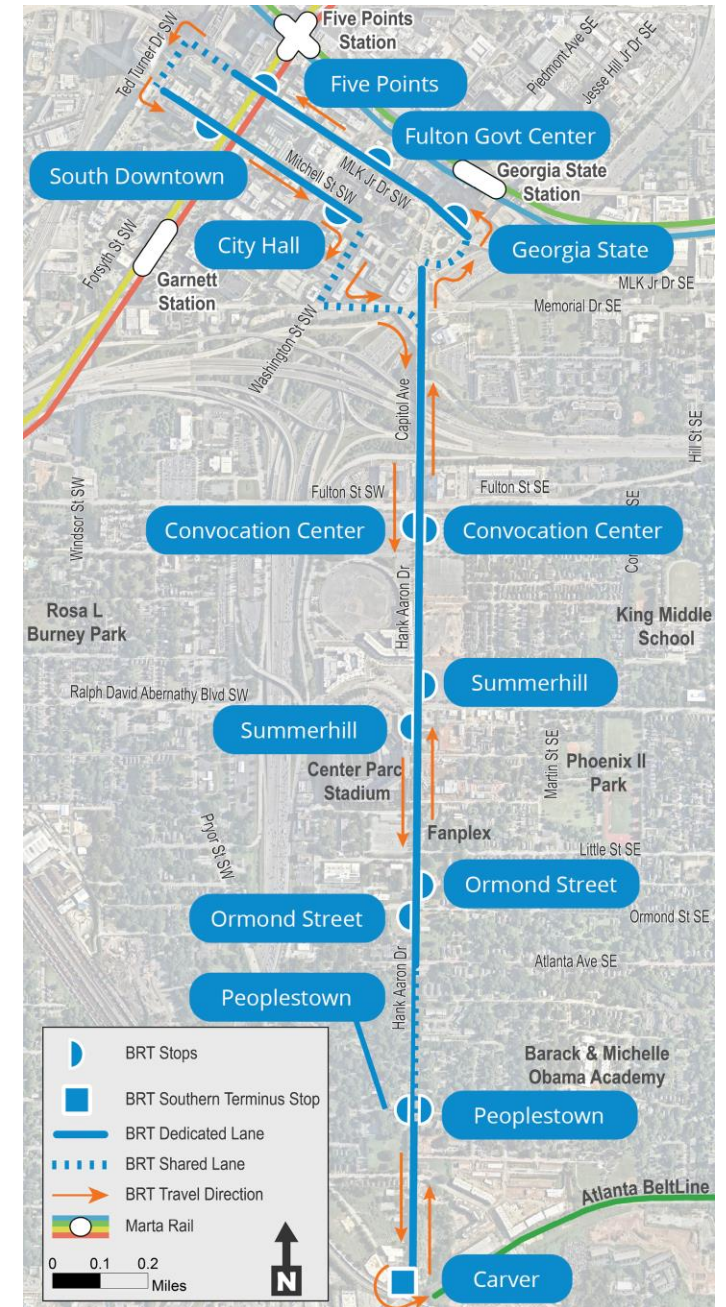 Five Points
Station
Ted Turner Dr SW
Piedmont Ave SE
Jesse Hill Jr Dr SE
Five Points
Fulton Govt Center
South Downtown
Mitchell St SW
MLK Jr Dr SW
Georgia State
Station
City Hall
Georgia State
Forsyth St SW
Garnett
Station
MLK Jr Dr SE
Memorial Dr SE
Washington St SW
Capitol Ave
Hill St SE
Windsor St SW
Fulton St SW
Fulton St SE
Convocation Center
Convocation Center
Hank Aaron Dr
Rosa L
Burney Park
King Middle
School
Summerhill
Ralph David Abernathy Blvd SW
Summerhill
Center Parc
Stadium
Martin St SE
Phoenix II
Park
Fanplex
Pryor St SW
Little St SE
Ormond Street
Ormond Street
Ormond St SE
Hank Aaron Dr
Atlanta Ave SE
Peoplestown
Barack & Michelle
Obama Academy
Peoplestown
Atlanta BeltLine
Carver
BRT Stops
BRT Southern Terminus Stop
BRT Dedicated Lane
BRT Shared Lane
BRT Travel Direction
Marta Rail
0 0.1 0.2
Miles
N